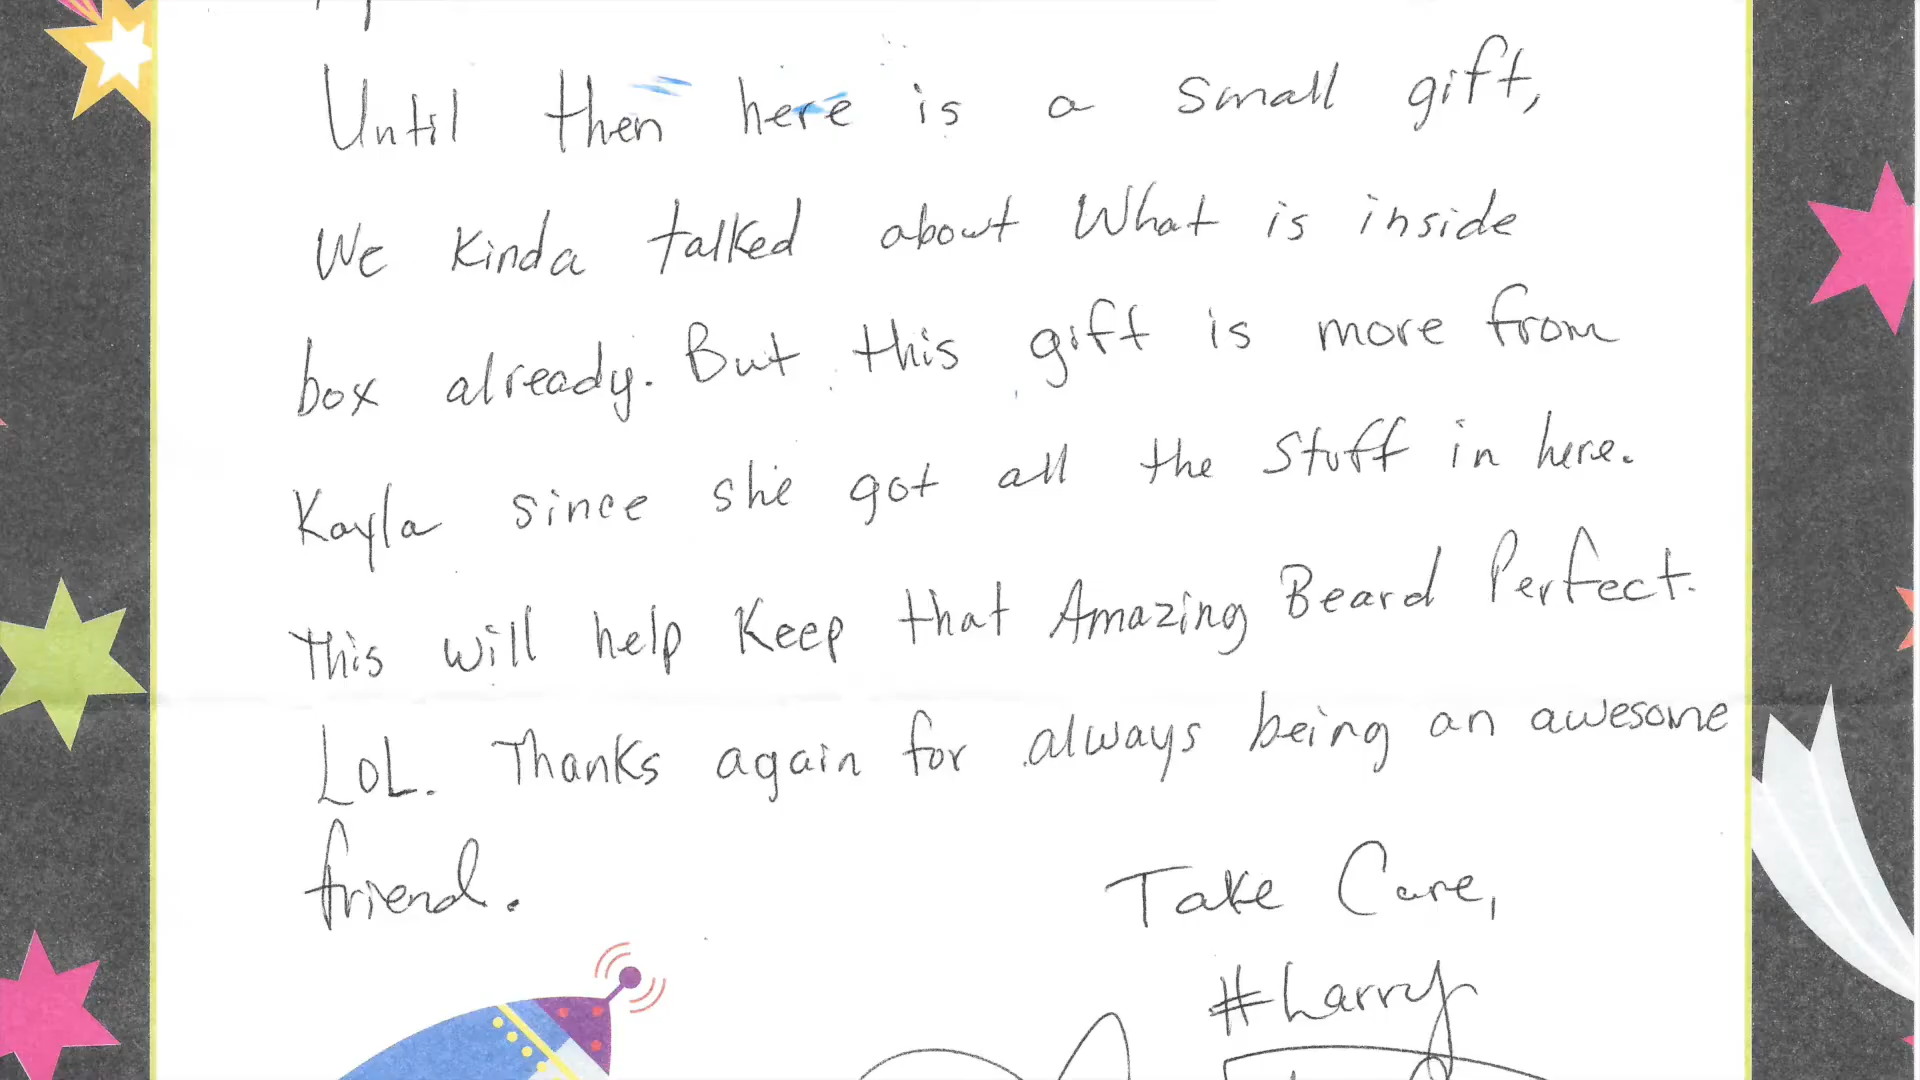 Until then here is a small gift,
We Kinda talked about What is inside
box already. But this gift is more from
Kayla since she got all the Stuff in here.
This will help Keep that Amazing Beard Perfect.
LoL. Thanks again for always being an awesome
friend.
Take Care,
#Larry